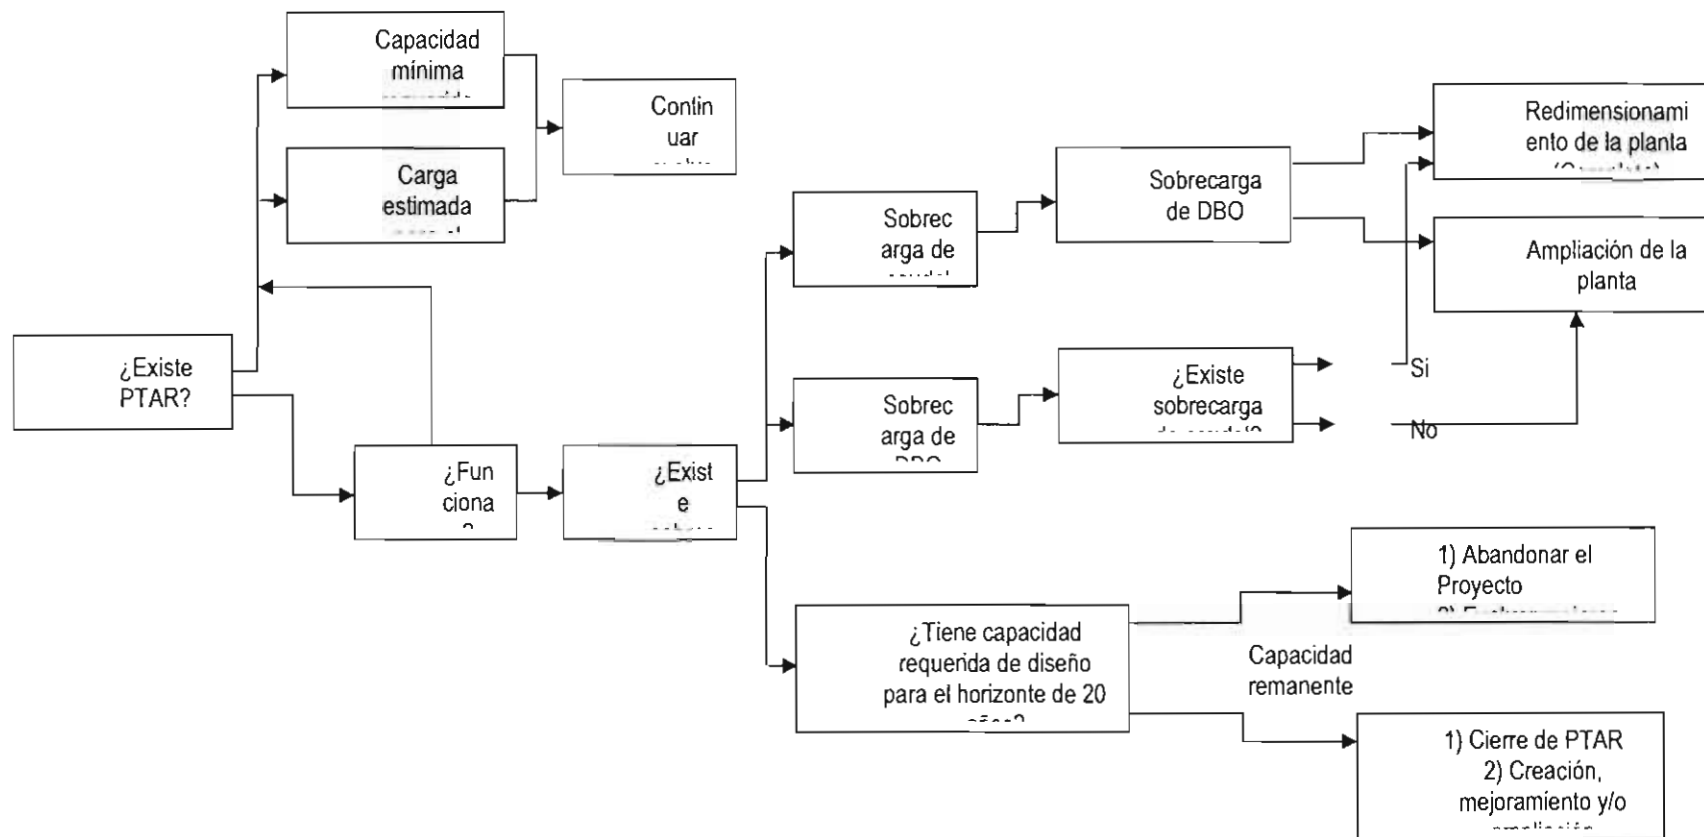 Capacidad
mínima
Carga
estimada
Contin
uar
¿Existe
PTAR?
¿Fun
ciona
?
¿Exist
e
Sobrec
arga de
Sobrec
arga de
DBO
Sobrecarga
de DBO
¿Existe
sobrecarga
Redimensionami
ento de la planta
Ampliación de la
planta
Si
No
¿Tiene capacidad
requerida de diseño
para el horizonte de 20
años?
1) Abandonar el
Proyecto
Capacidad
remanente
1) Cierre de PTAR
2) Creación,
mejoramiento y/o